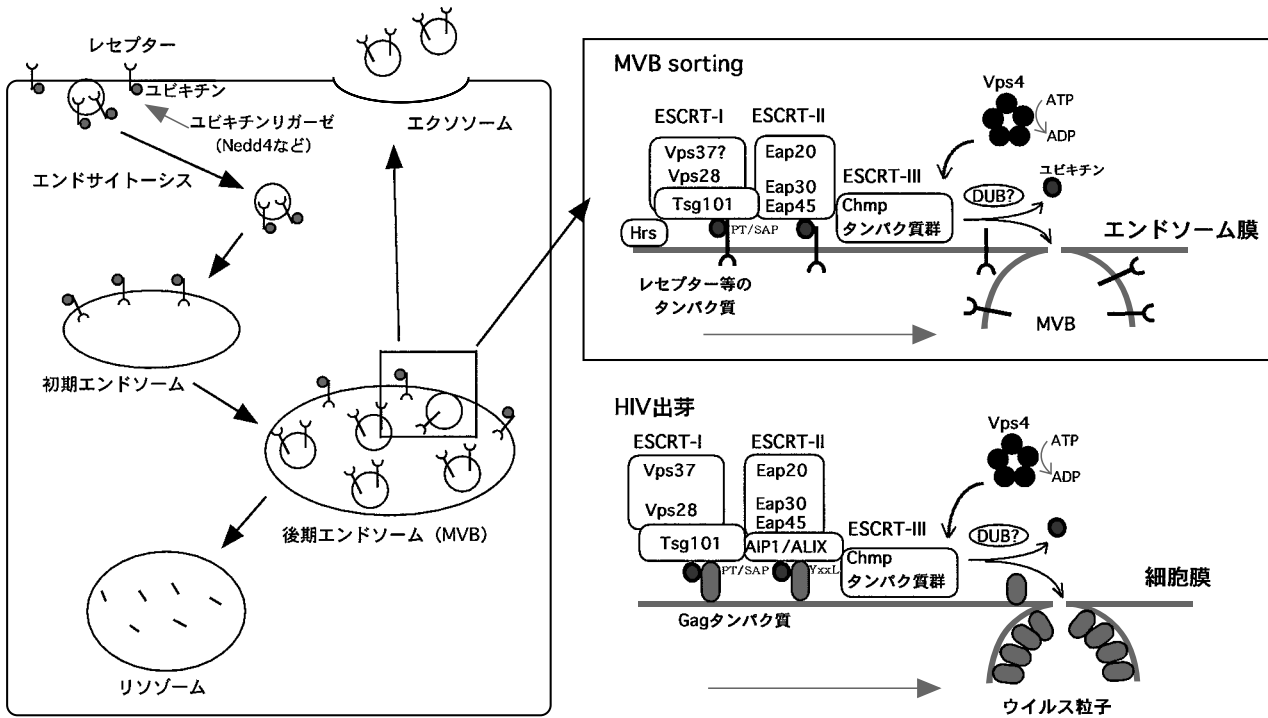 レセプター
ユビキチン
ユビキチンリガーゼ
(Nedd4など)
エンドサイトーシス
エクソソーム
初期エンドソーム
後期エンドソーム（MVB）
リソゾーム
MVB sorting
ESCRT-I
ESCRT-II
Vps37?
Vps28
Tsg101
Eap20
Eap30
Eap45
ESCRT-III
Chmp
タンパク質群
Hrs
PT/SAP
Vps4
ATP
ADP
ユビキチン
DUB?
エンドソーム膜
レセプター等の
タンパク質
MVB
HIV出芽
ESCRT-I
ESCRT-II
Vps37
Vps28
Tsg101
Eap20
Eap30
Eap45
AIP1/ALIX
ESCRT-III
Chmp
タンパク質群
PT/SAP
YxxL
Vps4
ATP
ADP
DUB?
細胞膜
Gagタンパク質
ウイルス粒子